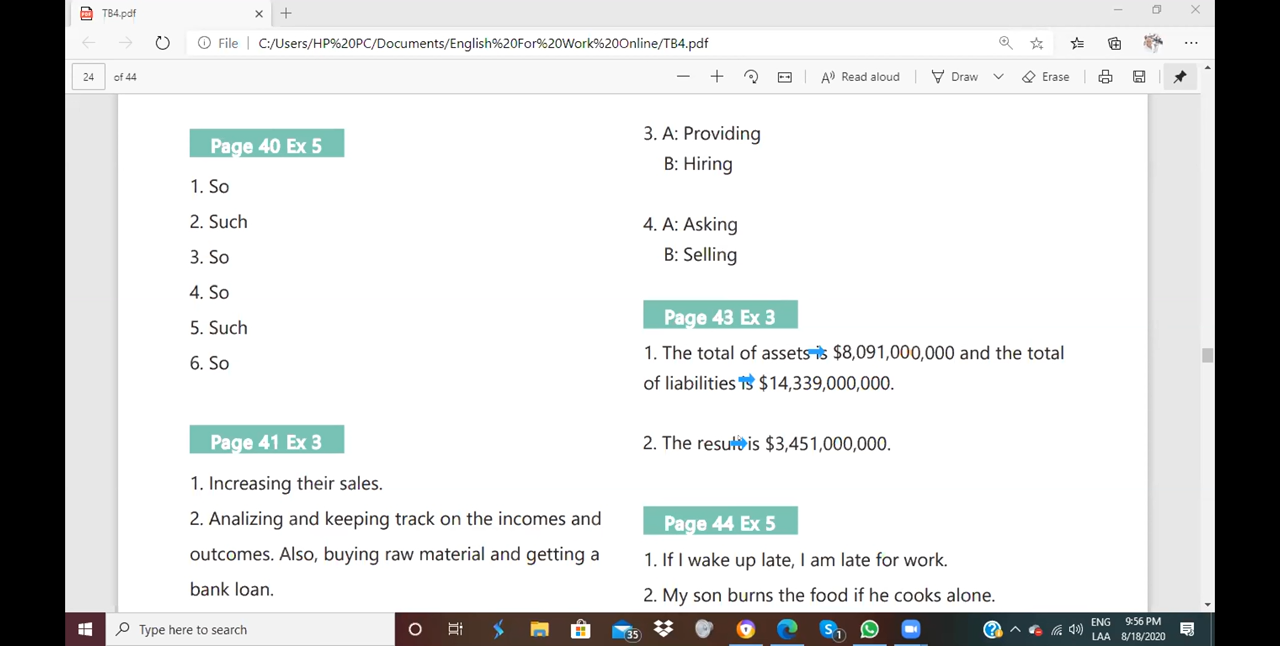 TB4.pdf
File
C:/Users/HP%20PC/Documents/English%20For%20Work%20Online/TB4.pdf
24 of 44
Read aloud
Draw
Erase
Page 40 Ex 5
1. So
2. Such
3. So
4. So
5. Such
6. So
Page 41 Ex 3
1. Increasing their sales.
2. Analizing and keeping track on the incomes and
outcomes. Also, buying raw material and getting a
bank loan.
3. A: Providing
B: Hiring
4. A: Asking
B: Selling
Page 43 Ex 3
1. The total of assets is $8,091,000,000 and the total
of liabilities is $14,339,000,000.
2. The result is $3,451,000,000.
Page 44 Ex 5
1. If I wake up late, I am late for work.
2. My son burns the food if he cooks alone.
Type here to search
35
1
ENG
LAA
9:56 PM
8/18/2020